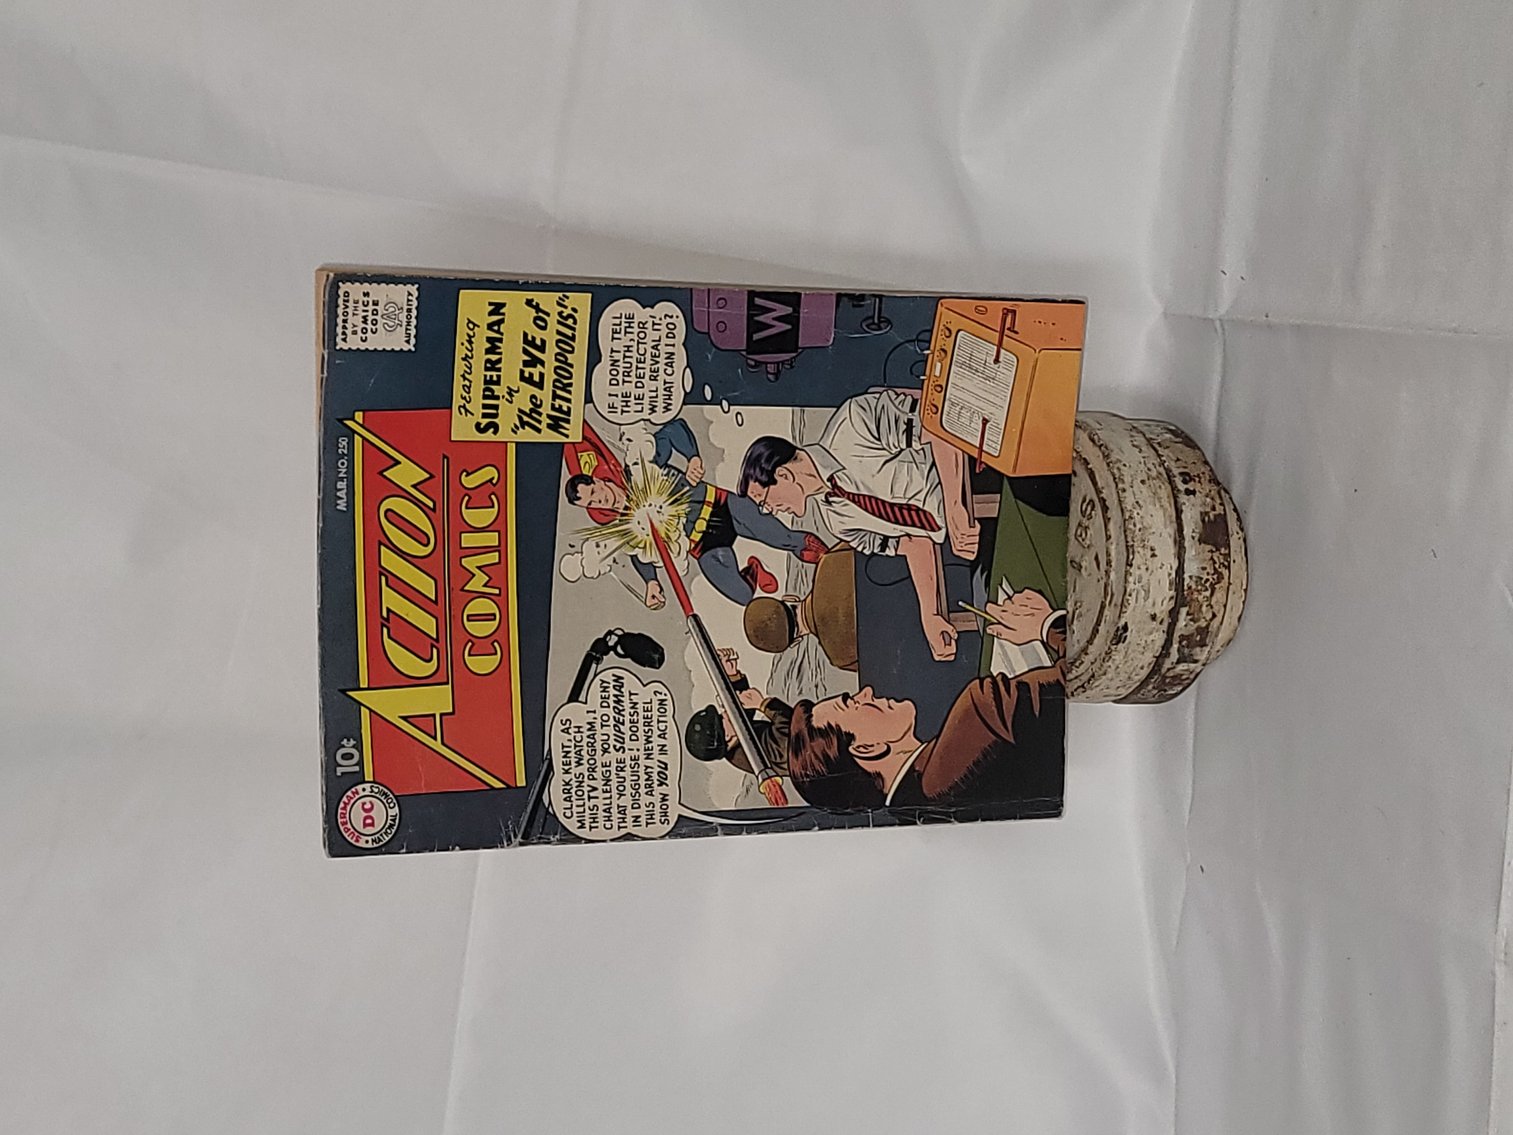 SUPERMAN
DC
NATIONAL COMICS
10¢
MAR. NO. 250
APPROVED
BY THE
COMICS
CODE
AUTHORITY
ACTION
COMICS
Featuring
SUPERMAN
in
"The EYE of
METROPOLIS!"
CLARK KENT, AS
MILLIONS WATCH
THIS TV PROGRAM, I
CHALLENGE YOU TO DENY
THAT YOU'RE SUPERMAN
IN DISGUISE! DOESN'T
THIS ARMY NEWSREEL
SHOW YOU IN ACTION?
IF I DON'T TELL
THE TRUTH, THE
LIE DETECTOR
WILL REVEAL IT!
WHAT CAN I DO?
W